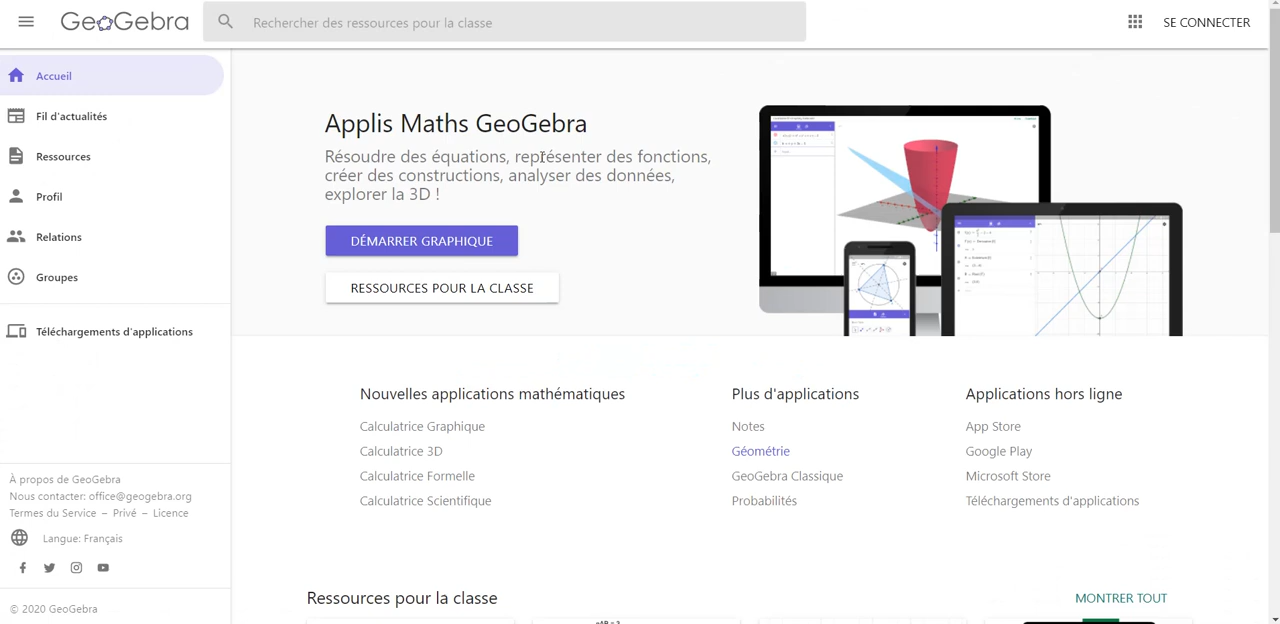 GeoGebra
Rechercher des ressources pour la classe
SE CONNECTER
Accueil
Fil d'actualités
Ressources
Profil
Relations
Groupes
Téléchargements d'applications
À propos de GeoGebra
Nous contacter: office@geogebra.org
Termes du Service – Privé – Licence
Langue: Français
© 2020 GeoGebra
Applis Maths GeoGebra
Résoudre des équations, représenter des fonctions,
créer des constructions, analyser des données,
explorer la 3D !
DÉMARRER GRAPHIQUE
RESSOURCES POUR LA CLASSE
Nouvelles applications mathématiques
Calculatrice Graphique
Calculatrice 3D
Calculatrice Formelle
Calculatrice Scientifique
Plus d'applications
Notes
Géométrie
GeoGebra Classique
Probabilités
Applications hors ligne
App Store
Google Play
Microsoft Store
Téléchargements d'applications
Ressources pour la classe
MONTRER TOUT